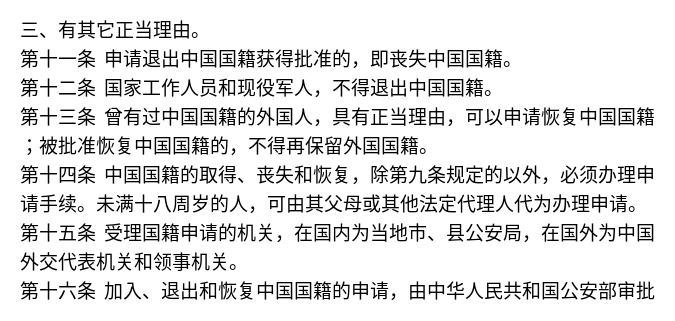 三、有其它正当理由。
第十一条 申请退出中国国籍获得批准的，即丧失中国国籍。
第十二条 国家工作人员和现役军人，不得退出中国国籍。
第十三条 曾有过中国国籍的外国人，具有正当理由，可以申请恢复中国国籍
；被批准恢复中国国籍的，不得再保留外国国籍。
第十四条 中国国籍的取得、丧失和恢复，除第九条规定的以外，必须办理申
请手续。未满十八周岁的人，可由其父母或其他法定代理人代为办理申请。
第十五条 受理国籍申请的机关，在国内为当地市、县公安局，在国外为中国
外交代表机关和领事机关。
第十六条 加入、退出和恢复中国国籍的申请，由中华人民共和国公安部审批